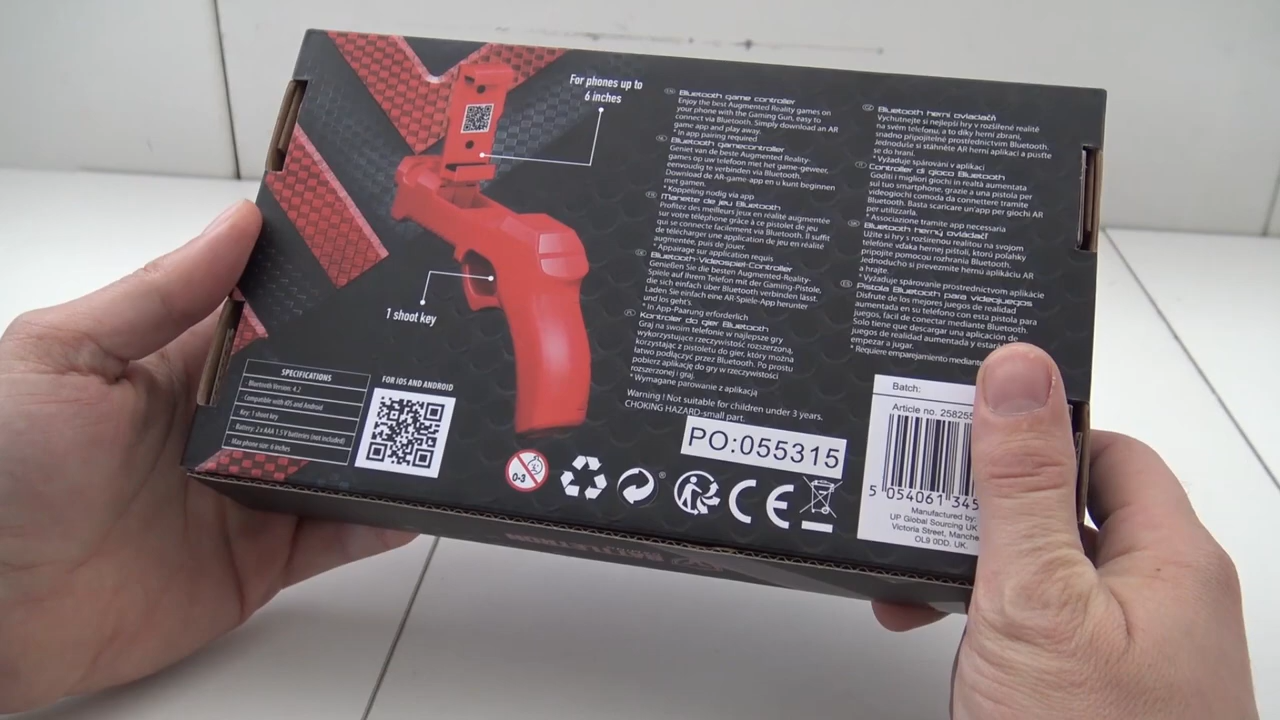 For phones up to
6 inches
1 shoot key
SPECIFICATIONS
- Bluetooth Version: 4.2
- Compatible with iOS and Android
- Key: 1 shoot key
- Battery: 2 x AAA 1.5 V batteries (not included)
- Max phone size: 6 inches
FOR IOS AND ANDROID
Bluetooth game controller
Enjoy the best Augmented Reality games on
your phone with the Gaming Gun, easy to
connect via Bluetooth. Simply download an AR
game app and play away.
* In app pairing required
Bluetooth gamecontroller
Geniet van de beste Augmented Reality-
games op uw telefoon met het game-geweer,
eenvoudig te verbinden via Bluetooth.
Download de AR-game-app en u kunt beginnen
met gamen.
* Koppeling nodig via app
Manette de jeu Bluetooth
Profitez des meilleurs jeux en réalité augmentée
sur votre téléphone grâce à ce pistolet de jeu
qui se connecte facilement via Bluetooth. Il suffit
de télécharger une application de jeu en réalité
augmentée, puis de jouer.
* Appairage sur application requis
Bluetooth-Videospiel-Controller
Genießen Sie die besten Augmented-Reality-
Spiele auf Ihrem Telefon mit der Gaming-Pistole,
die sich einfach über Bluetooth verbinden lässt.
Laden Sie einfach eine AR-Spiele-App herunter
und los geht's.
* In App-Paarung erforderlich
Kontroler do gier Bluetooth
Graj na swoim telefonie w najlepsze gry
wykorzystujące rzeczywistość rozszerzoną,
korzystając z pistoletu do gier, który można
łatwo podłączyć przez Bluetooth. Po prostu
pobierz aplikację do gry w rzeczywistości
rozszerzonej i graj.
* Wymagane parowanie z aplikacją
Warning ! Not suitable for children under 3 years.
CHOKING HAZARD-small part.
Bluetooth herní ovladač
Vychutnejte si nejlepší hry v rozšířené realitě
na svém telefonu, a to díky herní zbrani,
snadno připojitelné prostřednictvím Bluetooth.
Jednoduše si stáhněte AR herní aplikaci a pusťte
se do hraní.
* Vyžaduje spárování v aplikaci
Controller di gioco Bluetooth
Goditi i migliori giochi in realtà aumentata
sul tuo smartphone, grazie a una pistola per
videogiochi comoda da connettere tramite
Bluetooth. Basta scaricare un'app per giochi AR
per utilizzarla.
* Associazione tramite app necessaria
Bluetooth herný ovládač
Užite si hry s rozšírenou realitou na svojom
telefóne vďaka hernej pištoli, ktorú poľahky
pripojíte pomocou rozhrania Bluetooth.
Jednoducho si prevezmite hernú aplikáciu AR
a hrajte.
* Vyžaduje spárovanie prostredníctvom aplikácie
Pistola Bluetooth para videojuegos
Disfrute de los mejores juegos de realidad
aumentada en su teléfono con esta pistola para
juegos, fácil de conectar mediante Bluetooth.
Solo tiene que descargar una aplicación de
juegos de realidad aumentada y estará
empezar a jugar.
* Requiere emparejamiento mediante
PO:055315
0-3
CE
Batch:
Article no. 258255
5 054061 345
Manufactured by:
UP Global Sourcing UK
Victoria Street, Manche
OL9 0DD. UK.